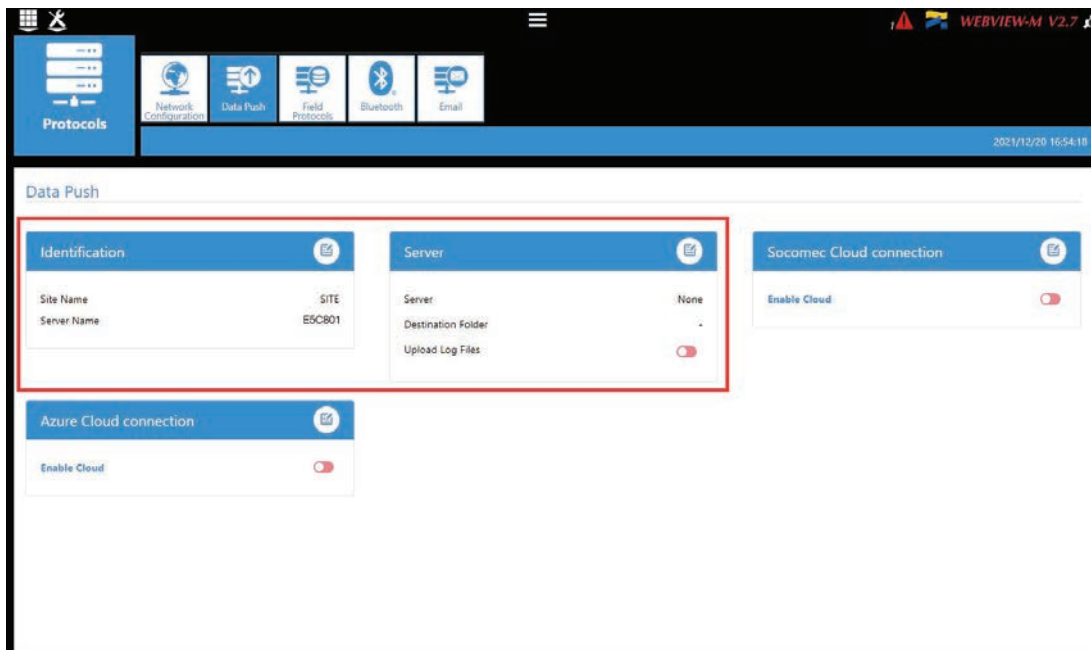 1
WEBVIEW-M V2.7
Protocols
Network Configuration
Data Push
Field Protocols
Bluetooth
Email
2021/12/20 16:54:18
Data Push
Identification
Site Name SITE
Server Name E5C801
Server
Server None
Destination Folder -
Upload Log Files
Socomec Cloud connection
Enable Cloud
Azure Cloud connection
Enable Cloud